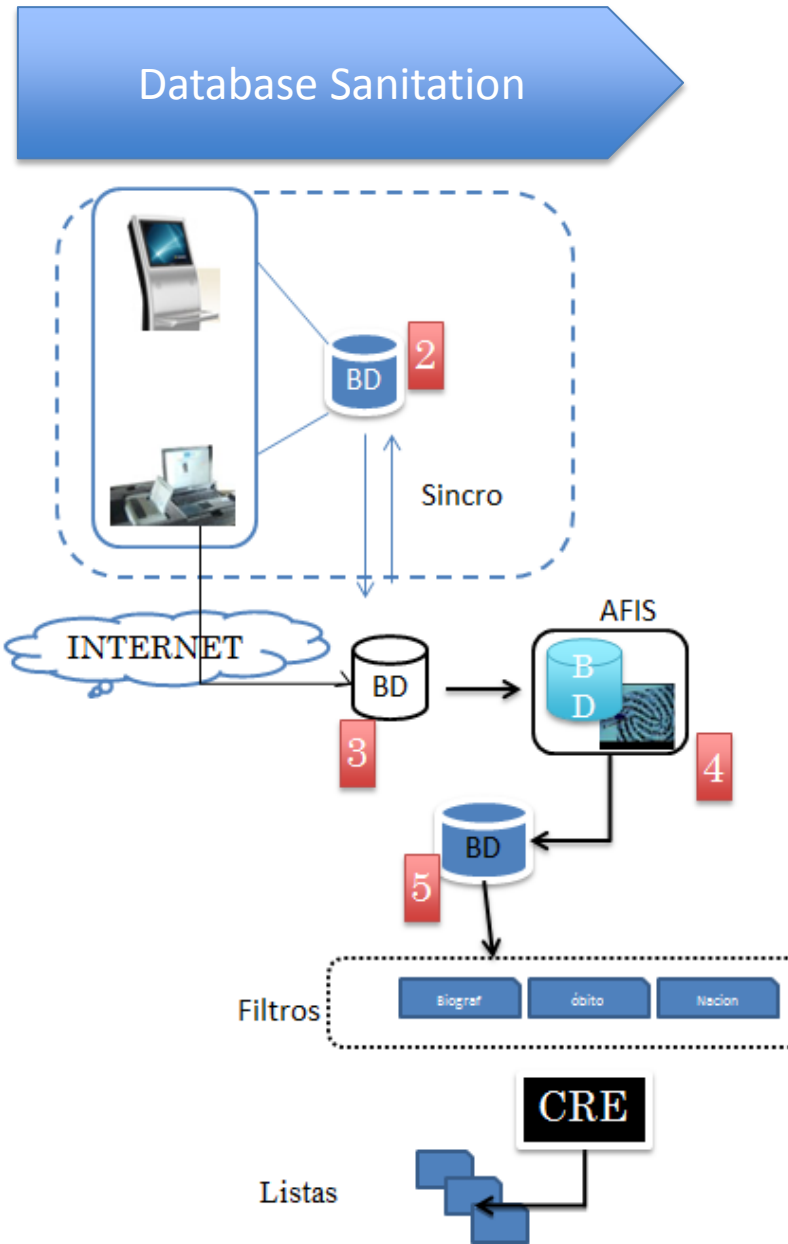 Database Sanitation
BD
2
Sincro
INTERNET
BD
3
AFIS
B
D
4
BD
5
Filtros
Biograf
óbito
Nacion
CRE
Listas